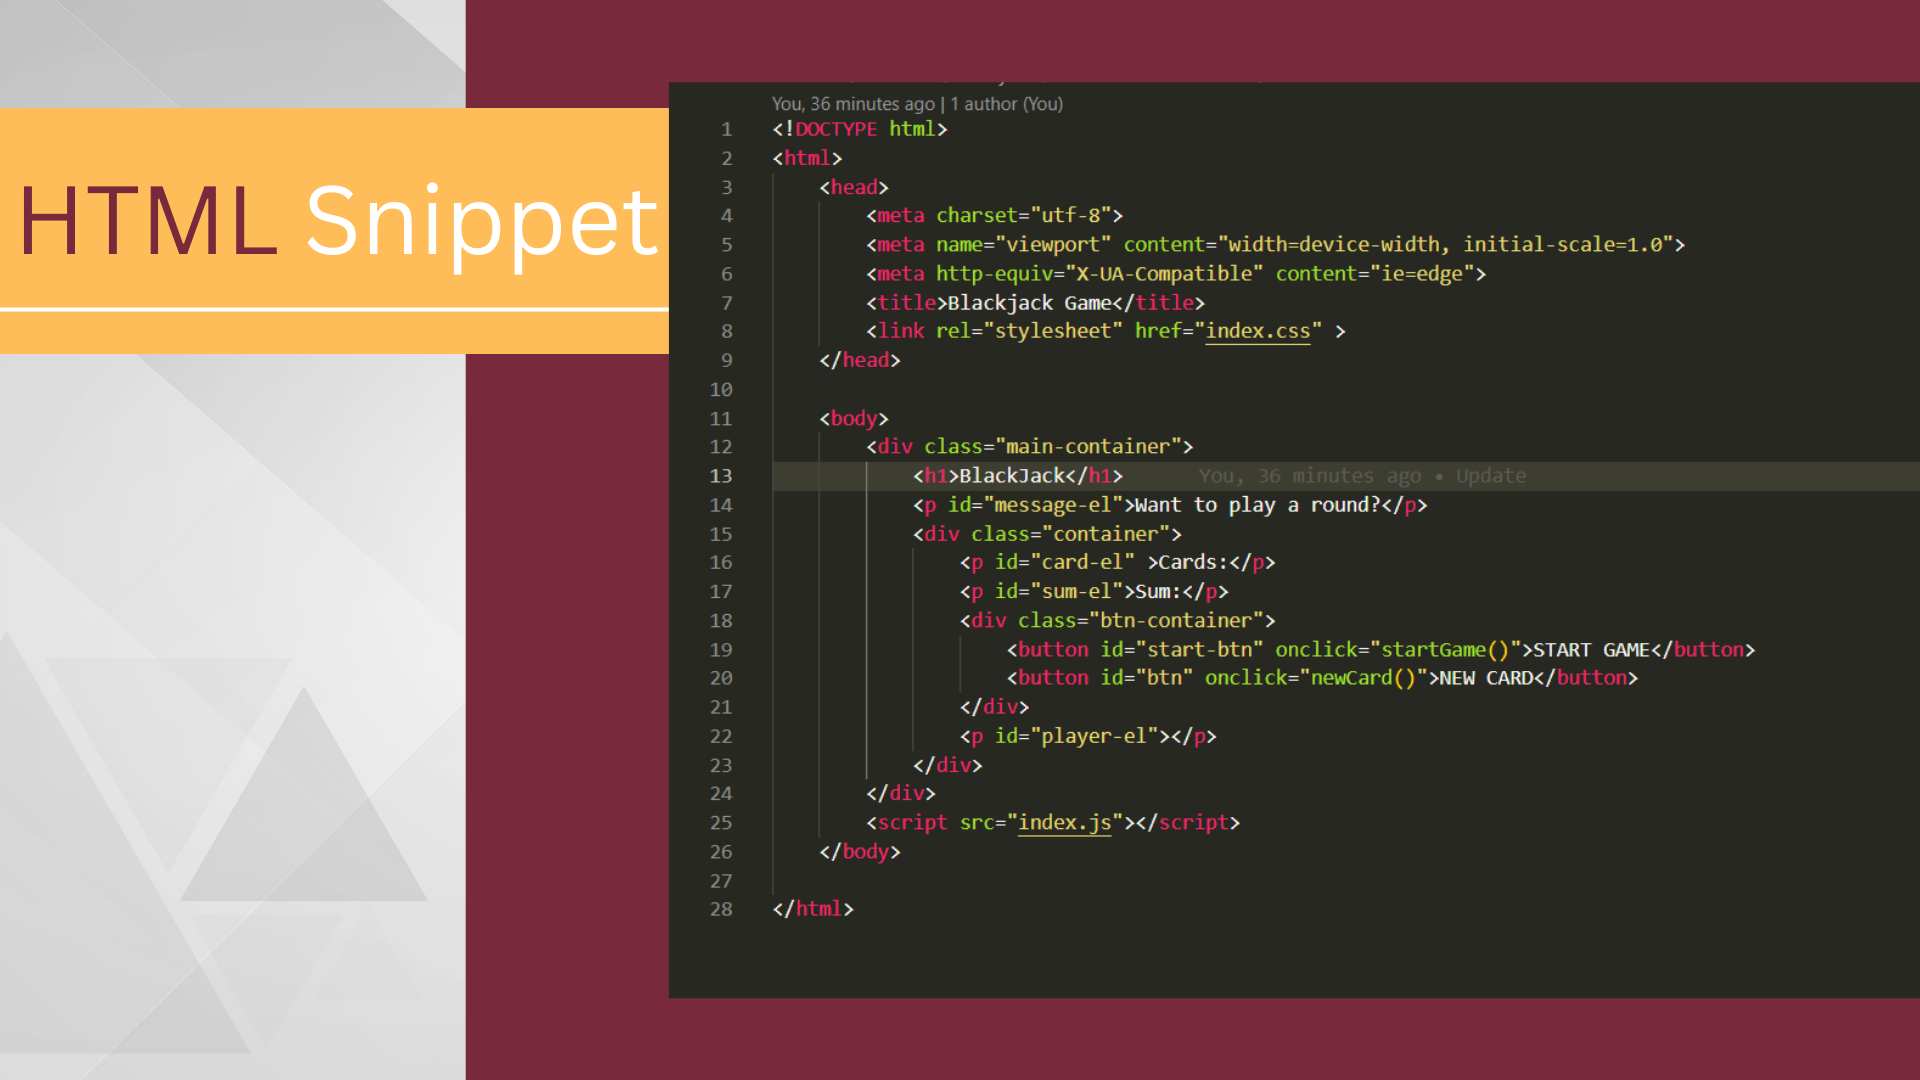 HTML Snippet
You, 36 minutes ago | 1 author (You)
1 <!DOCTYPE html>
2 <html>
3     <head>
4         <meta charset="utf-8">
5         <meta name="viewport" content="width=device-width, initial-scale=1.0">
6         <meta http-equiv="X-UA-Compatible" content="ie=edge">
7         <title>Blackjack Game</title>
8         <link rel="stylesheet" href="index.css" >
9     </head>
10
11     <body>
12         <div class="main-container">
13             <h1>BlackJack</h1>      You, 36 minutes ago • Update
14             <p id="message-el">Want to play a round?</p>
15             <div class="container">
16                 <p id="card-el" >Cards:</p>
17                 <p id="sum-el">Sum:</p>
18                 <div class="btn-container">
19                     <button id="start-btn" onclick="startGame()">START GAME</button>
20                     <button id="btn" onclick="newCard()">NEW CARD</button>
21                 </div>
22                 <p id="player-el"></p>
23             </div>
24         </div>
25         <script src="index.js"></script>
26     </body>
27
28 </html>